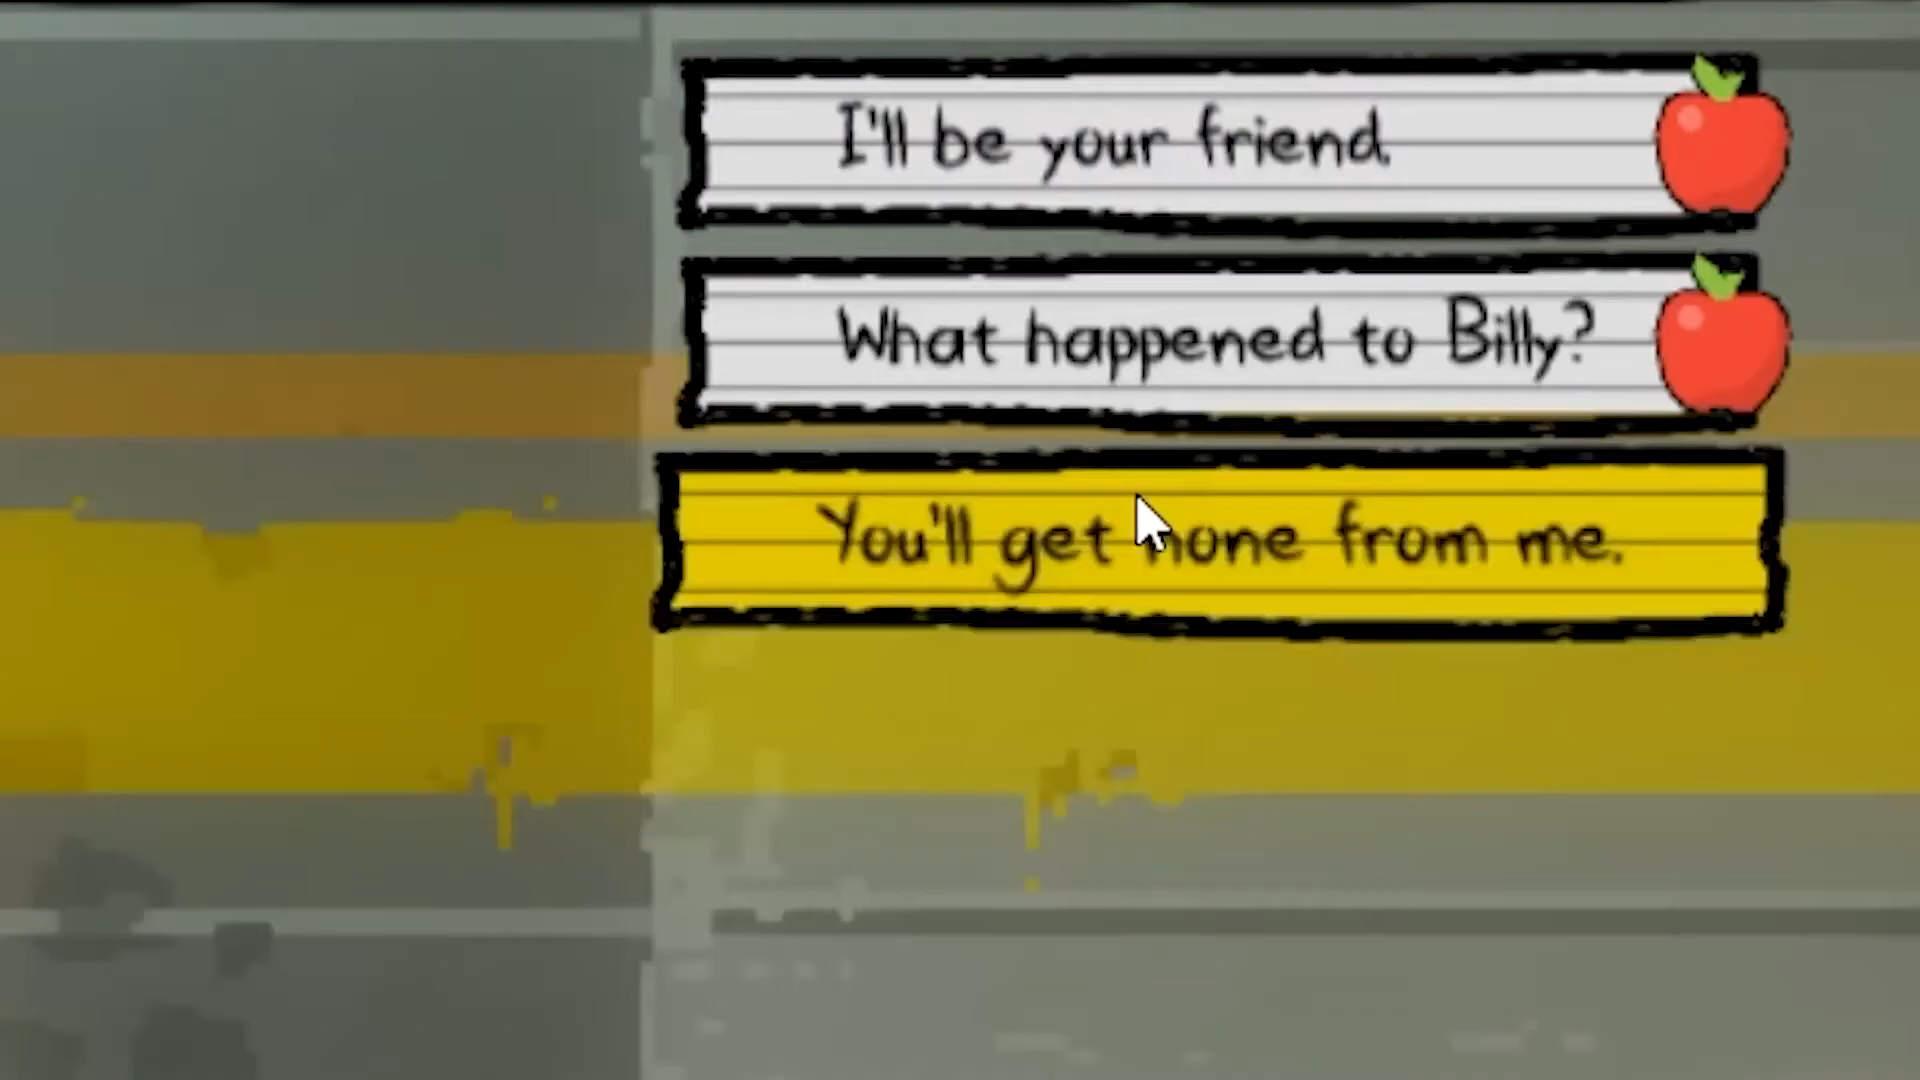 I'll be your friend.
What happened to Billy?
You'll get none from me.